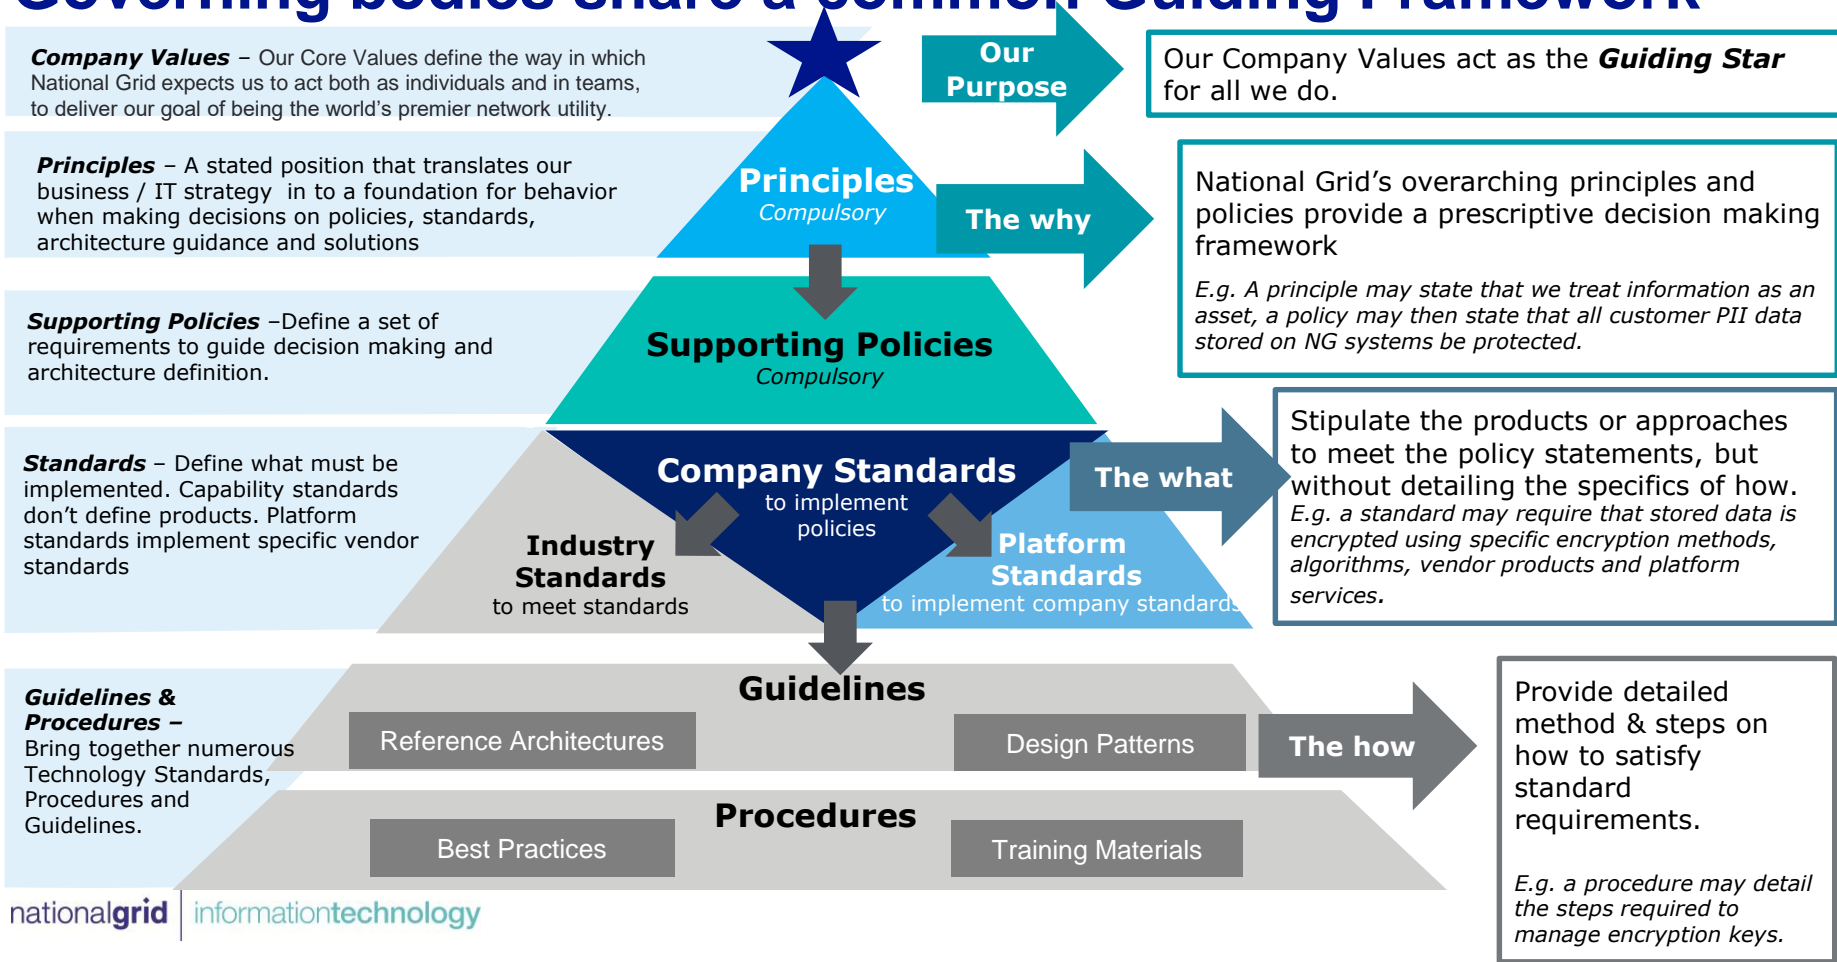 Governing bodies share a common Guiding Framework
Company Values – Our Core Values define the way in which
National Grid expects us to act both as individuals and in teams,
to deliver our goal of being the world's premier network utility.
Our
Purpose
Our Company Values act as the Guiding Star
for all we do.
Principles – A stated position that translates our
business / IT strategy in to a foundation for behavior
when making decisions on policies, standards,
architecture guidance and solutions
Principles
Compulsory
The why
National Grid's overarching principles and
policies provide a prescriptive decision making
framework
E.g. A principle may state that we treat information as an
asset, a policy may then state that all customer PII data
stored on NG systems be protected.
Supporting Policies –Define a set of
requirements to guide decision making and
architecture definition.
Supporting Policies
Compulsory
Standards – Define what must be
implemented. Capability standards
don't define products. Platform
standards implement specific vendor
standards
Company Standards
to implement
policies
Industry
Standards
to meet standards
Platform
Standards
to implement company standards
The what
Stipulate the products or approaches
to meet the policy statements, but
without detailing the specifics of how.
E.g. a standard may require that stored data is
encrypted using specific encryption methods,
algorithms, vendor products and platform
services.
Guidelines &
Procedures –
Bring together numerous
Technology Standards,
Procedures and
Guidelines.
Guidelines
Reference Architectures
Design Patterns
The how
Procedures
Best Practices
Training Materials
Provide detailed
method & steps on
how to satisfy
standard
requirements.
E.g. a procedure may detail
the steps required to
manage encryption keys.
nationalgrid | informationtechnology